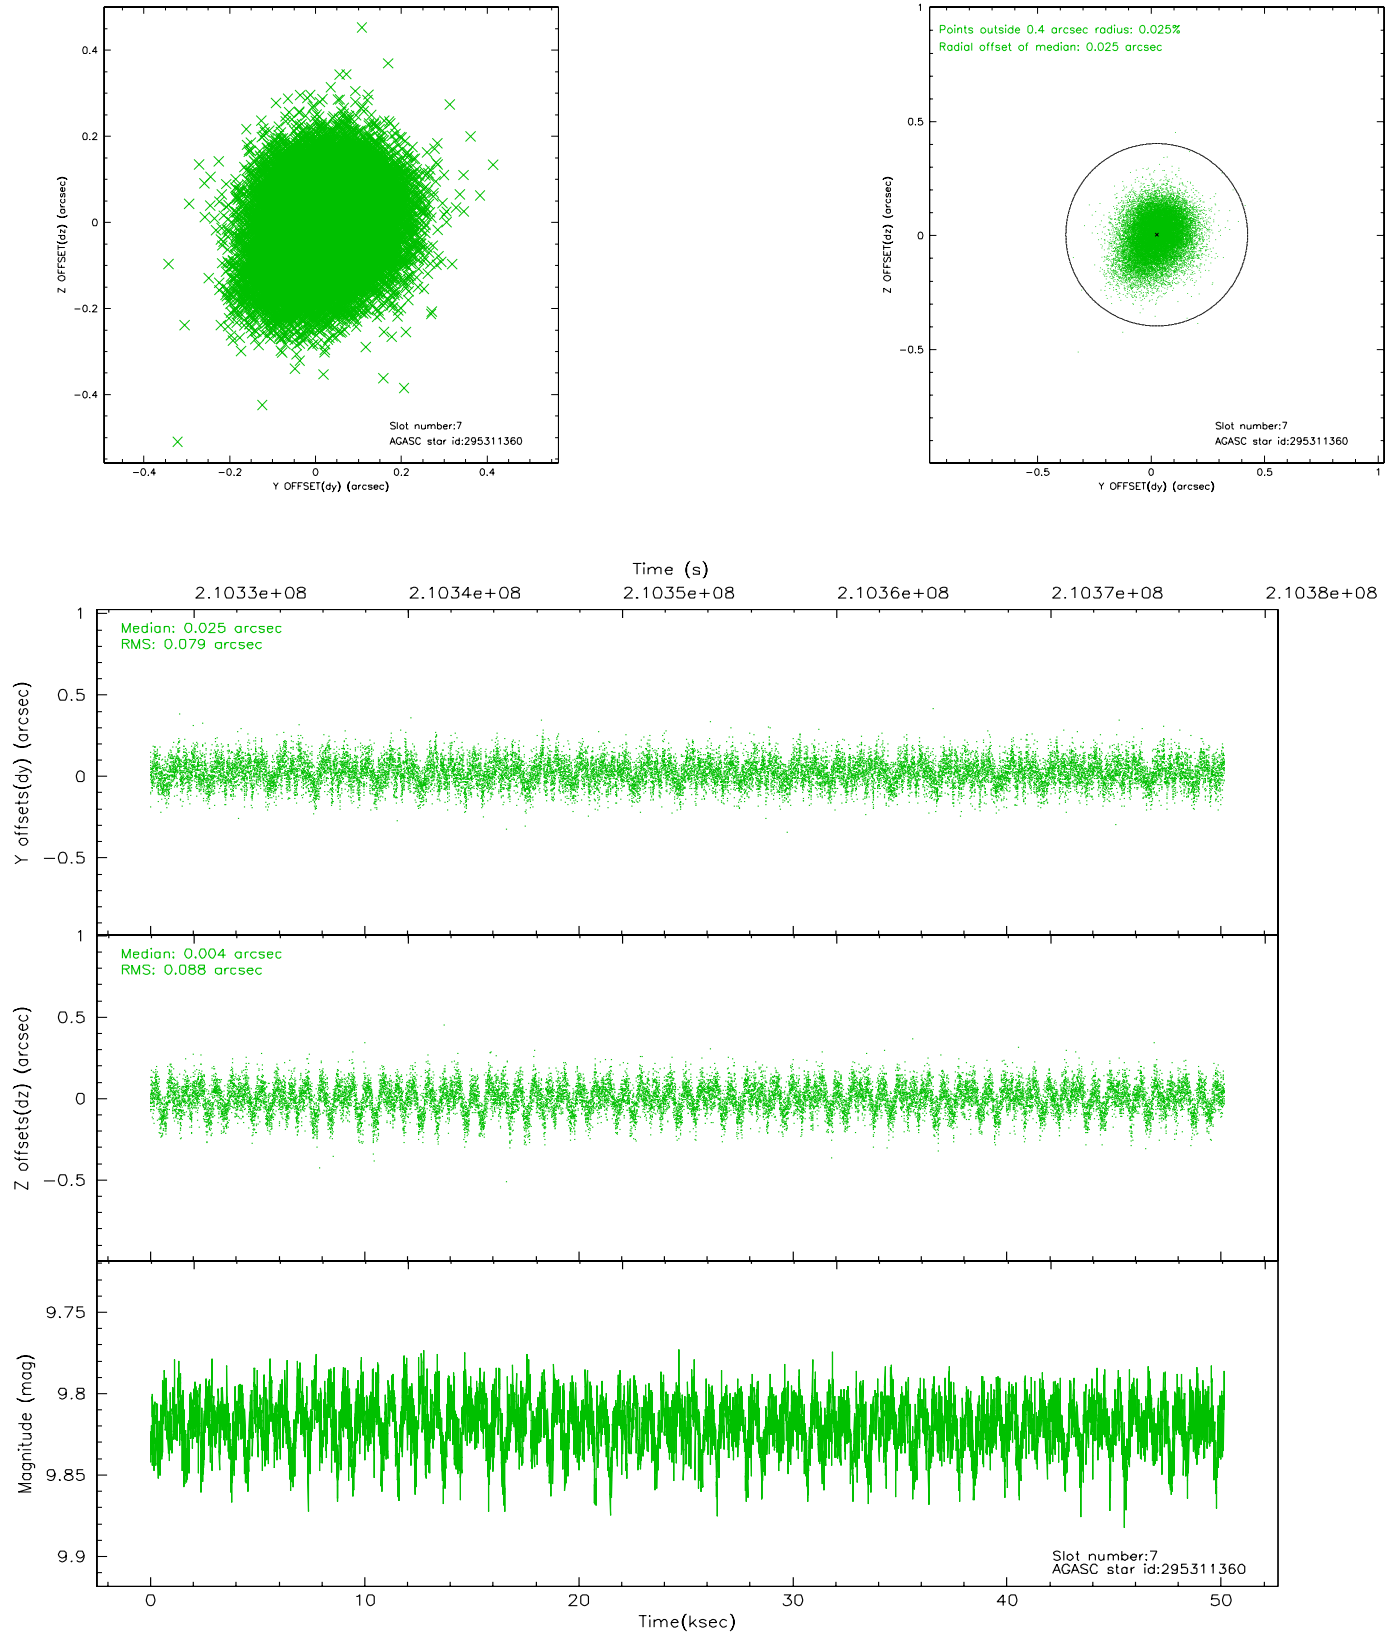 0.4
0.2
0
−0.2
−0.4
Z OFFSET(dz) (arcsec)
Slot number:7
AGASC star id:295311360
−0.4 −0.2 0 0.2 0.4
Y OFFSET(dy) (arcsec)
1
0.5
0
−0.5
Z OFFSET(dz) (arcsec)
Points outside 0.4 arcsec radius: 0.025%
Radial offset of median: 0.025 arcsec
Slot number:7
AGASC star id:295311360
−0.5 0 0.5 1
Y OFFSET(dy) (arcsec)
Time (s)
2.1033e+08 2.1034e+08 2.1035e+08 2.1036e+08 2.1037e+08 2.1038e+08
1
0.5
0
−0.5
Y offsets(dy) (arcsec)
Median: 0.025 arcsec
RMS: 0.079 arcsec
1
0.5
0
−0.5
Z offsets(dz) (arcsec)
Median: 0.004 arcsec
RMS: 0.088 arcsec
9.75
9.8
9.85
9.9
Magnitude (mag)
Slot number:7
AGASC star id:295311360
0 10 20 30 40 50
Time(ksec)